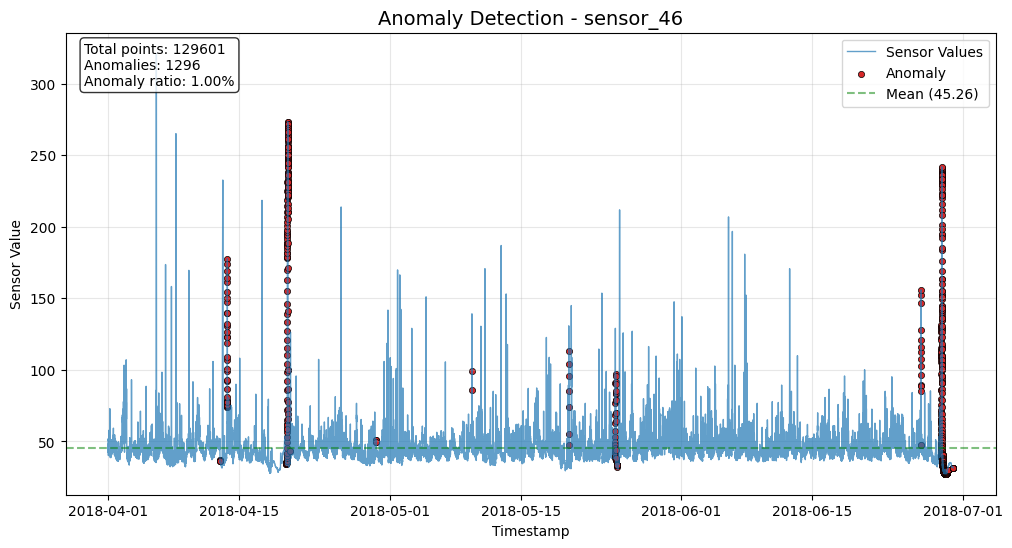 Anomaly Detection - sensor_46
Total points: 129601
Anomalies: 1296
Anomaly ratio: 1.00%
Sensor Values
Anomaly
Mean (45.26)
300
250
200
150
100
50
Sensor Value
2018-04-01
2018-04-15
2018-05-01
2018-05-15
2018-06-01
2018-06-15
2018-07-01
Timestamp